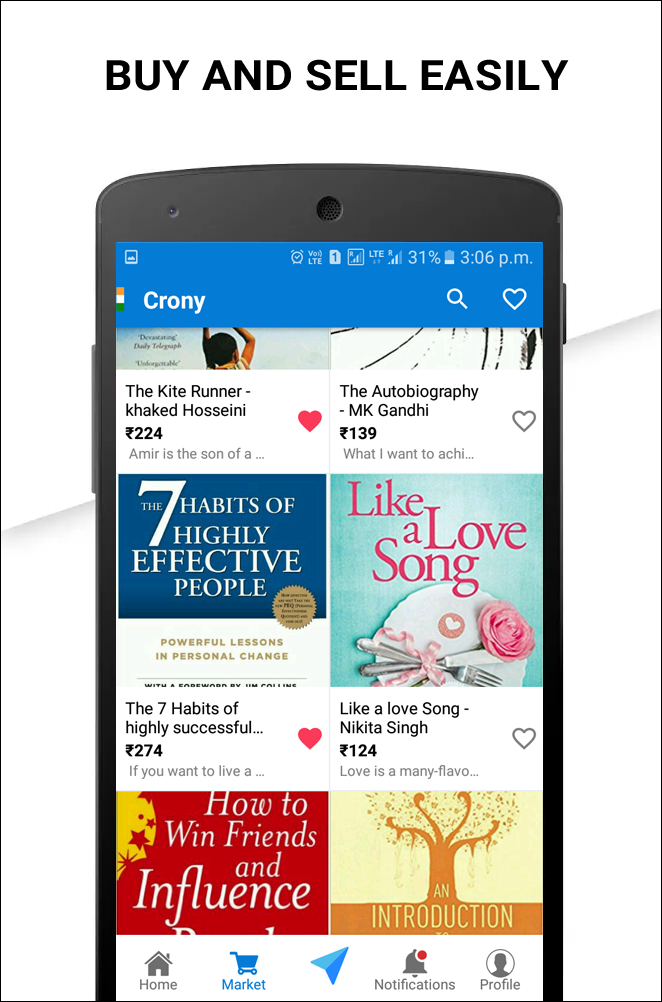 BUY AND SELL EASILY
Vo) LTE 1 R LTE R 31% 3:06 p.m.
Crony
'Devastating'
Daily Telegraph
'Unforgettable'
The Kite Runner -
khaked Hosseini
₹224
Amir is the son of a ...
The Autobiography
- MK Gandhi
₹139
What I want to achi...
THE 7 HABITS OF
HIGHLY
EFFECTIVE
PEOPLE
POWERFUL LESSONS
IN PERSONAL CHANGE
WITH A FOREWORD BY JIM COLLINS
Like
a Love
Song
The 7 Habits of
highly successful...
₹274
If you want to live a ...
Like a love Song -
Nikita Singh
₹124
Love is a many-flavo...
How to
Win Friends
and
Influence
AN
INTRODUCTION
Home
Market
Notifications
Profile